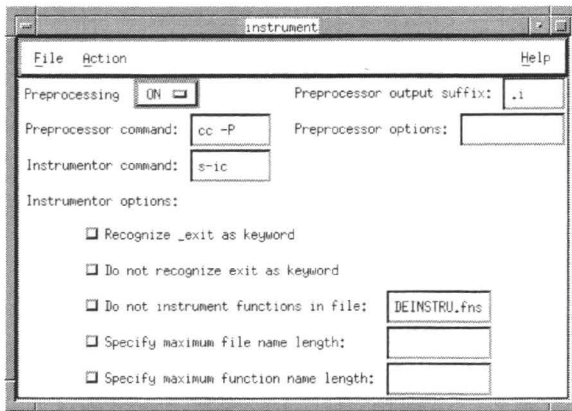 instrument
File Action Help
Preprocessing ON Preprocessor output suffix: .i
Preprocessor command: cc -P Preprocessor options:
Instrumentor command: s-ic
Instrumentor options:
Recognize _exit as keyword
Do not recognize exit as keyword
Do not instrument functions in file: DEINSTRU.fns
Specify maximum file name length:
Specify maximum function name length: